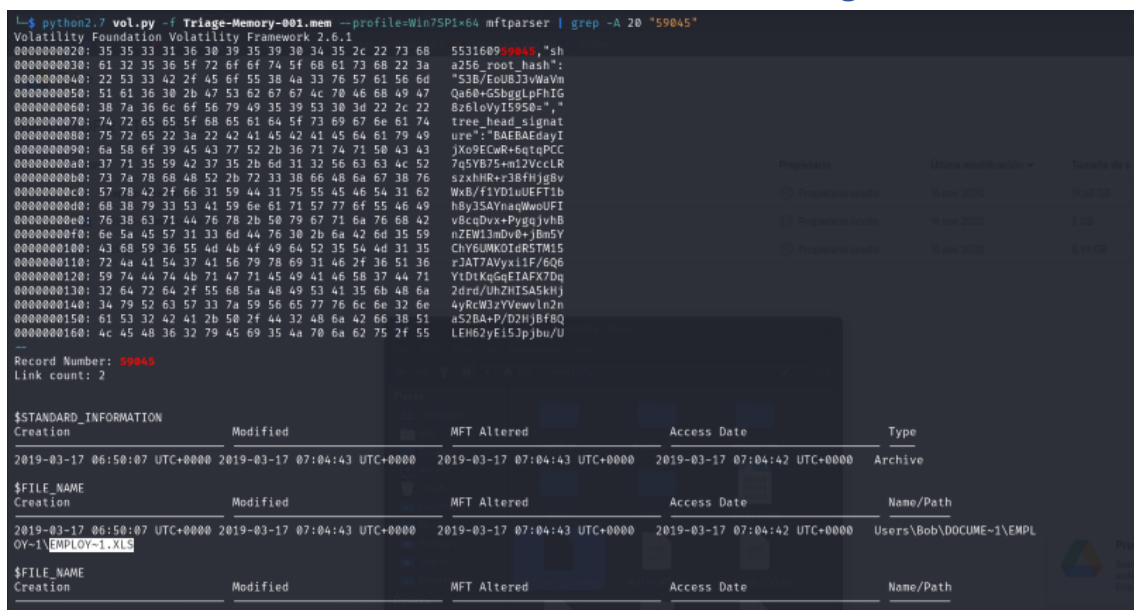 └─$ python2.7 vol.py -f Triage-Memory-001.mem --profile=Win7SP1×64 mftparser | grep -A 20 "59045"
Volatility Foundation Volatility Framework 2.6.1
0000000020: 35 35 33 31 36 30 39 35 39 30 34 35 2c 22 73 68 553160959045,"sh
0000000030: 61 32 35 36 5f 72 6f 6f 74 5f 68 61 73 68 22 3a a256_root_hash":
0000000040: 22 53 33 42 2f 45 6f 55 38 4a 33 76 57 61 56 6d "S3B/EoU8J3vWaVm
0000000050: 51 61 36 30 2b 47 53 62 67 67 4c 70 46 68 49 47 Qa60+GSbggLpFhIG
0000000060: 38 7a 36 6c 6f 56 79 49 35 39 53 30 3d 22 2c 22 8z6loVyI59S0=","
0000000070: 74 72 65 65 5f 68 65 61 64 5f 73 69 67 6e 61 74 tree_head_signat
0000000080: 75 72 65 22 3a 22 42 41 45 42 41 45 64 61 79 49 ure":"BAEBAEdayI
0000000090: 6a 58 6f 39 45 43 77 52 2b 36 71 74 71 50 43 43 jXo9ECwR+6qtqPCC
00000000a0: 37 71 35 59 42 37 35 2b 6d 31 32 56 63 63 4c 52 7q5YB75+m12VccLR
00000000b0: 73 7a 78 68 48 52 2b 72 33 38 66 48 6a 67 38 76 szxhHR+r38fHjg8v
00000000c0: 57 78 42 2f 66 31 59 44 31 75 55 45 46 54 31 62 WxB/f1YD1uUEFT1b
00000000d0: 68 38 79 33 53 41 59 6e 61 71 57 77 6f 55 46 49 h8y3SAYnaqWwoUFI
00000000e0: 76 38 63 71 44 76 78 2b 50 79 67 71 6a 76 68 42 v8cqDvx+PygqjvhB
00000000f0: 6e 5a 45 57 31 33 6d 44 76 30 2b 6a 42 6d 35 59 nZEW13mDv0+jBm5Y
0000000100: 43 68 59 36 55 4d 4b 4f 49 64 52 35 54 4d 31 35 ChY6UMKOIdR5TM15
0000000110: 72 4a 41 54 37 41 56 79 78 69 31 46 2f 36 51 36 rJAT7AVyxi1F/6Q6
0000000120: 59 74 44 74 4b 71 47 71 45 49 41 46 58 37 44 71 YtDtKqGqEIAFX7Dq
0000000130: 32 64 72 64 2f 55 68 5a 48 49 53 41 35 6b 48 6a 2drd/UhZHISA5kHj
0000000140: 34 79 52 63 57 33 7a 59 56 65 77 76 6c 6e 32 6e 4yRcW3zYVewvln2n
0000000150: 61 53 32 42 41 2b 50 2f 44 32 48 6a 42 66 38 51 aS2BA+P/D2HjBf8Q
0000000160: 4c 45 48 36 32 79 45 69 35 4a 70 6a 62 75 2f 55 LEH62yEi5Jpjbu/U
--
Record Number: 59045
Link count: 2
$STANDARD_INFORMATION
Creation Modified MFT Altered Access Date Type
2019-03-17 06:50:07 UTC+0000 2019-03-17 07:04:43 UTC+0000 2019-03-17 07:04:43 UTC+0000 2019-03-17 07:04:42 UTC+0000 Archive
$FILE_NAME
Creation Modified MFT Altered Access Date Name/Path
2019-03-17 06:50:07 UTC+0000 2019-03-17 07:04:43 UTC+0000 2019-03-17 07:04:43 UTC+0000 2019-03-17 07:04:42 UTC+0000 Users\Bob\DOCUME~1\EMPL
OY~1\EMPLOY~1.XLS
$FILE_NAME
Creation Modified MFT Altered Access Date Name/Path